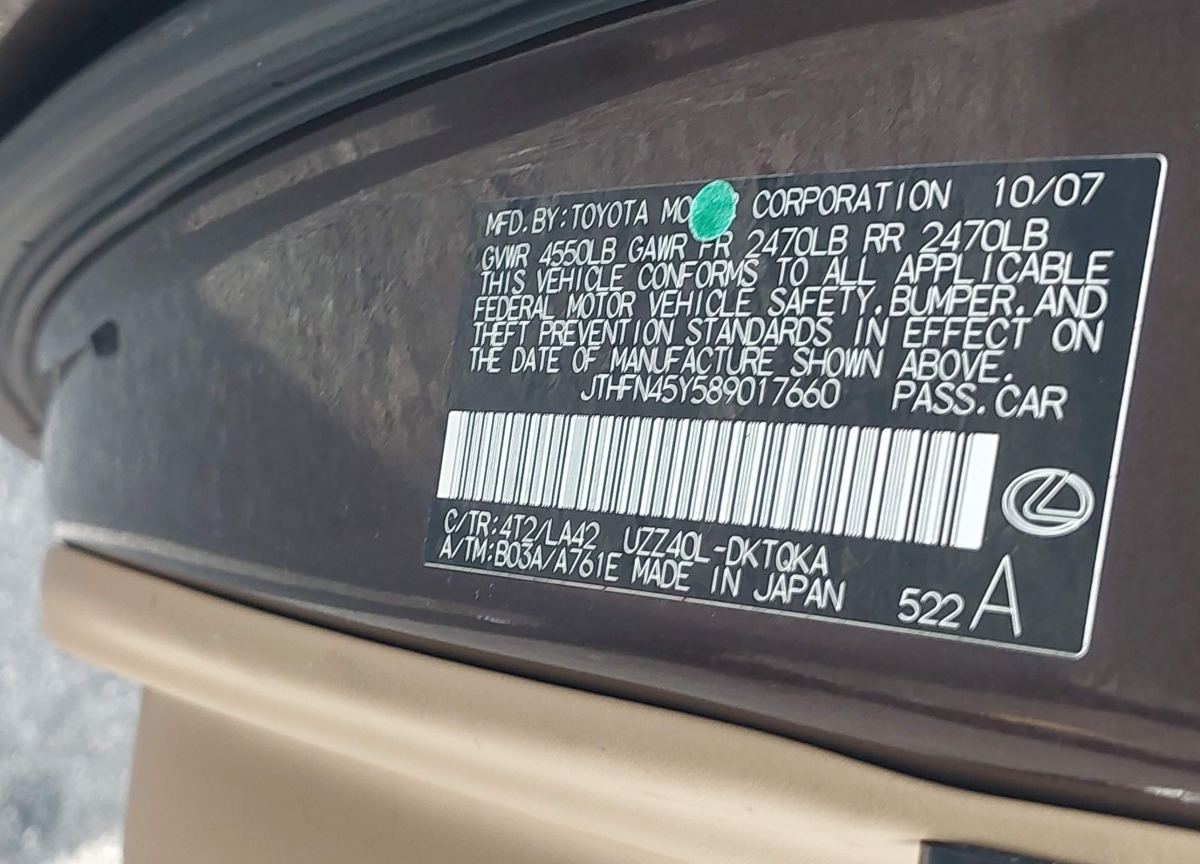 MFD. BY: TOYOTA CORPORATION 10/07
GVWR 4550LB GAWR FR 2470LB RR 2470LB
THIS VEHICLE CONFORMS TO ALL APPLICABLE
FEDERAL MOTOR VEHICLE SAFETY, BUMPER, AND
THEFT PREVENTION STANDARDS IN EFFECT ON
THE DATE OF MANUFACTURE SHOWN ABOVE.
JTHFN45Y589017660 PASS. CAR
C/TR: 4T2/LA42 UZZ40L-DKTQKA
A/TM: B03A/A761E MADE IN JAPAN 522 A